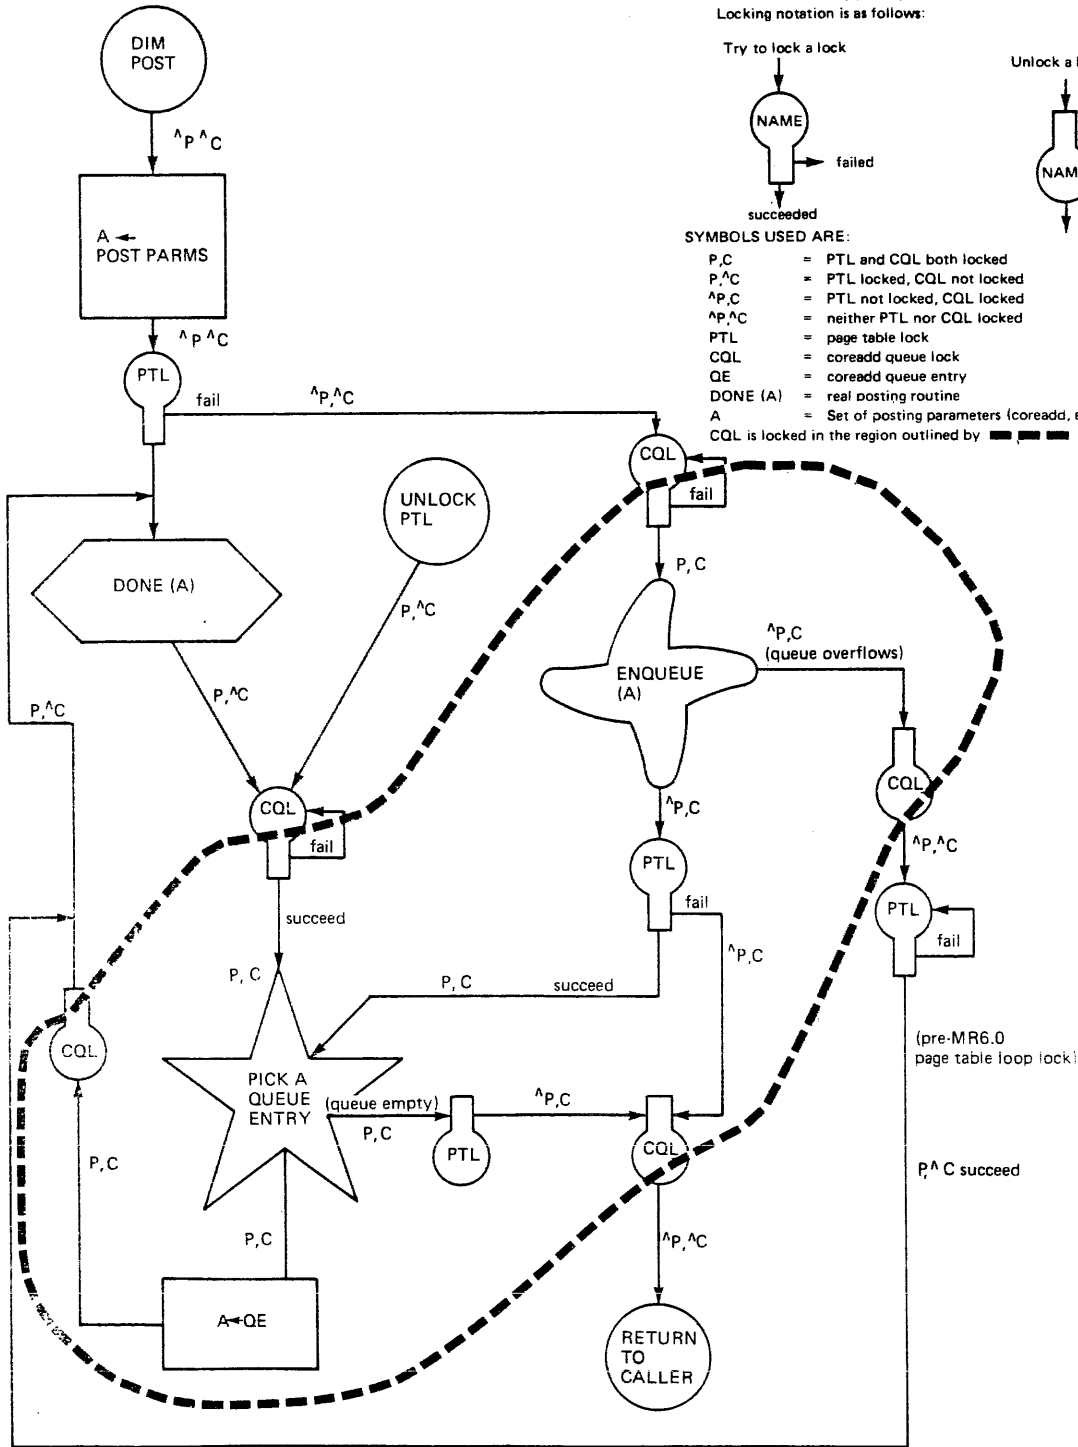 Locking notation is as follows:
Try to lock a lock
Unlock a
NAME
failed
succeeded
NAM
SYMBOLS USED ARE:
P,C = PTL and CQL both locked
P,^C = PTL locked, CQL not locked
^P,C = PTL not locked, CQL locked
^P,^C = neither PTL nor CQL locked
PTL = page table lock
CQL = coreadd queue lock
QE = coreadd queue entry
DONE (A) = real posting routine
A = Set of posting parameters (coreadd, e
CQL is locked in the region outlined by
DIM
POST
^P ^C
A ←
POST PARMS
^P ^C
PTL
fail
^P,^C
CQL
fail
UNLOCK
PTL
P, C
DONE (A)
P,^C
^P,C
(queue overflows)
ENQUEUE
(A)
P,^C
P,^C
CQL
CQL
fail
^P,C
^P,^C
PTL
fail
PTL
fail
succeed
^P,C
P, C
P, C
succeed
CQL
(pre-MR6.0
page table loop lock)
PICK A
QUEUE
ENTRY
(queue empty)
P, C
^P,C
PTL
CQL
P, C
P,^ C succeed
P,C
^P,^C
A←QE
RETURN
TO
CALLER